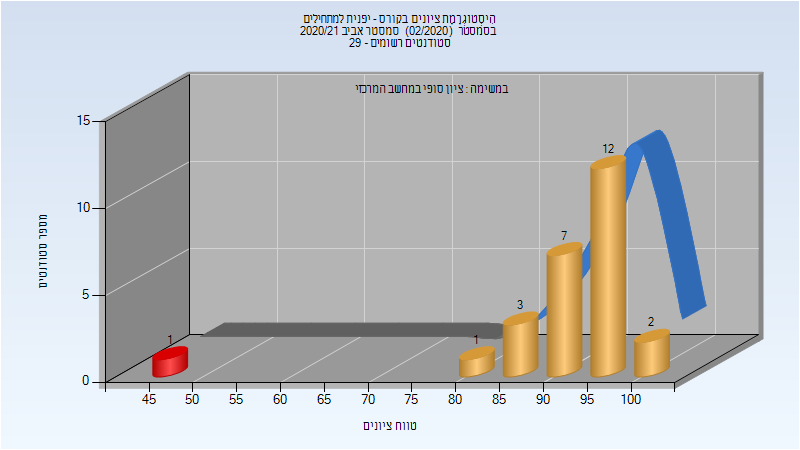 היסטוגרמת ציונים בקורס - יפנית למתחילים
בסמסטר (02/2020) סמסטר אביב 2020/21
סטודנטים רשומים - 29
במשימה : ציון סופי במחשב המרכזי
מספר סטודנטים
15
10
5
0
1
1
3
7
12
2
45 50 55 60 65 70 75 80 85 90 95 100
טווח ציונים